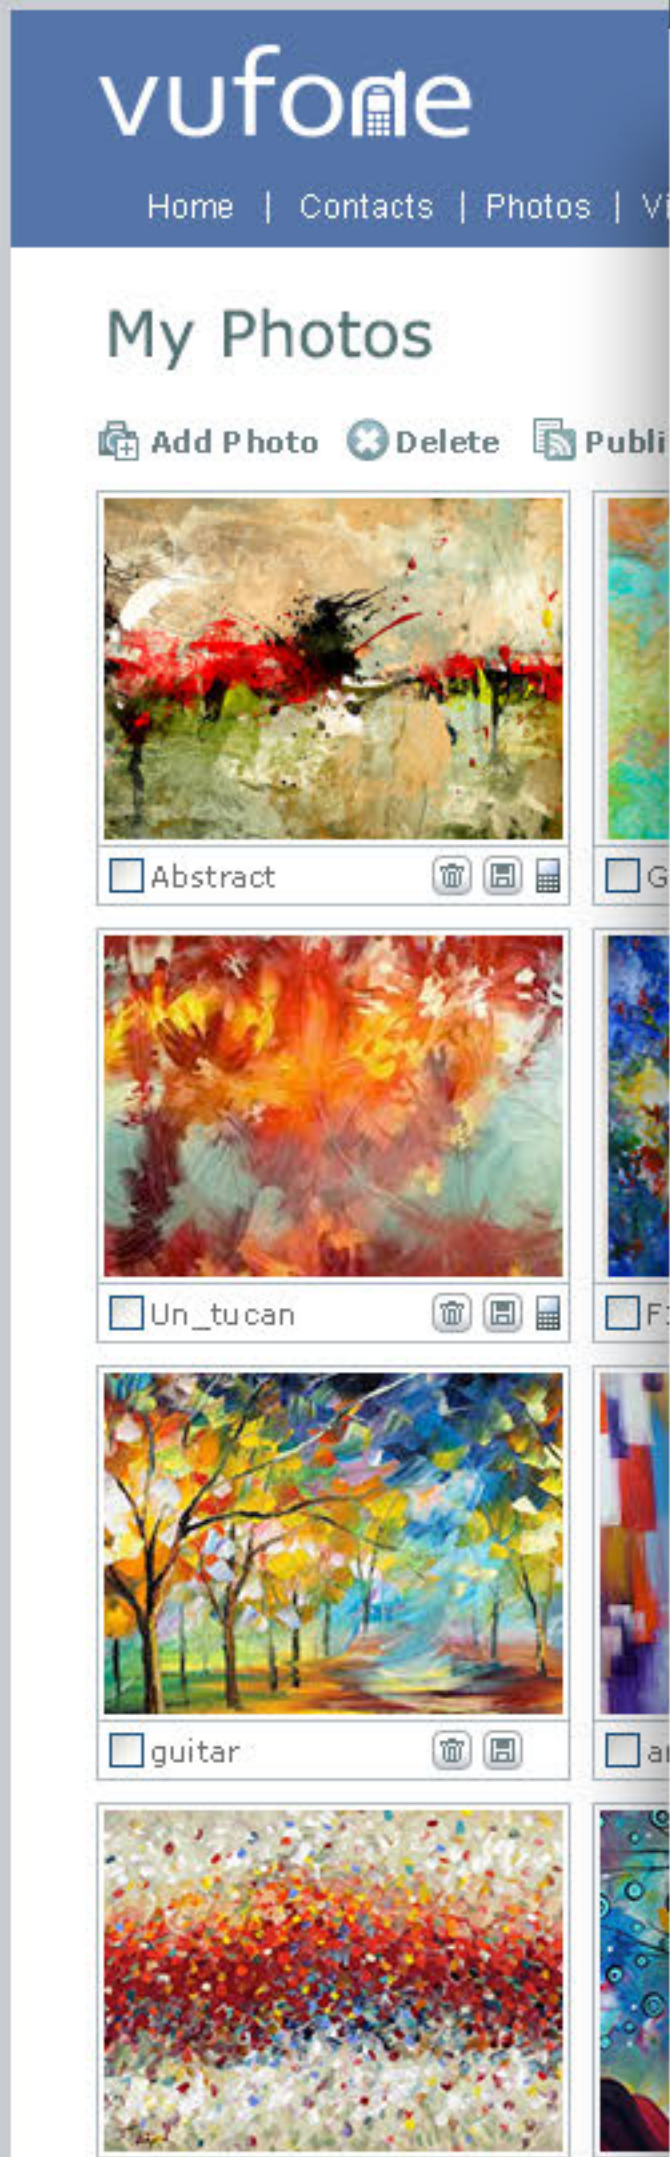 vufone
Home | Contacts | Photos |
My Photos
Add Photo Delete
Abstract
Un_tucan
guitar